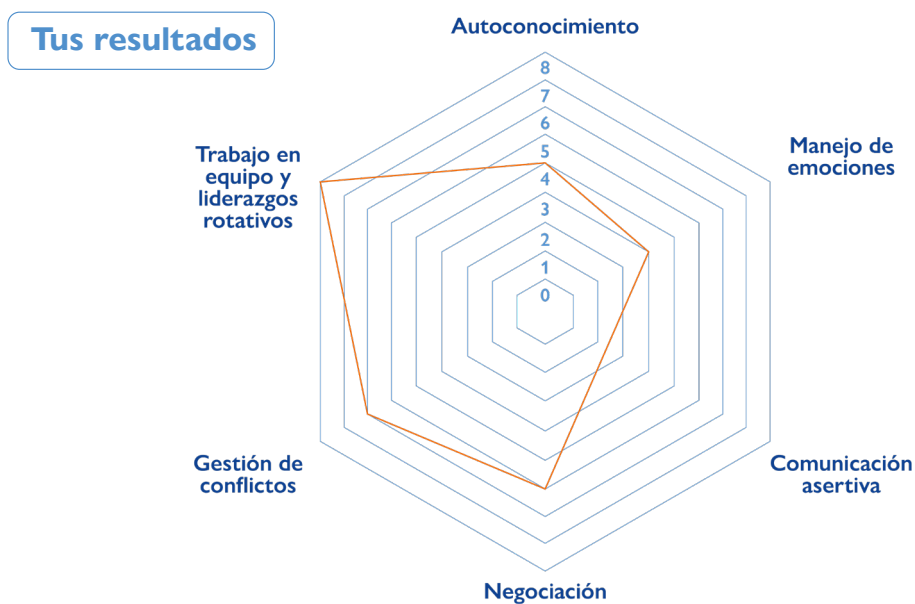 Tus resultados
Autoconocimiento
8
7
6
5
4
3
2
1
0
Manejo de
emociones
Trabajo en
equipo y
liderazgos
rotativos
Gestión de
conflictos
Comunicación
asertiva
Negociación